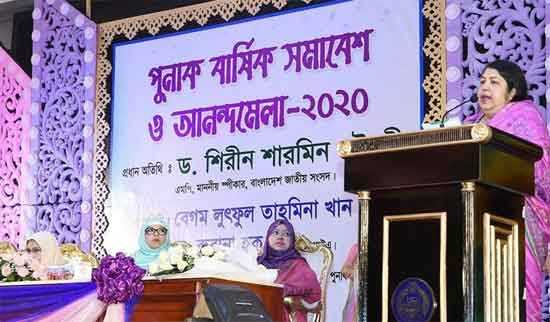 পুনাক বার্ষিক সমাবেশ
ও আনন্দমেলা-২০২০
প্রধান অতিথি : ড. শিরীন শারমিন
এমপি, মাননীয় স্পীকার, বাংলাদেশ জাতীয় সংসদ।
বেগম লুৎফুল তাহমিনা খান